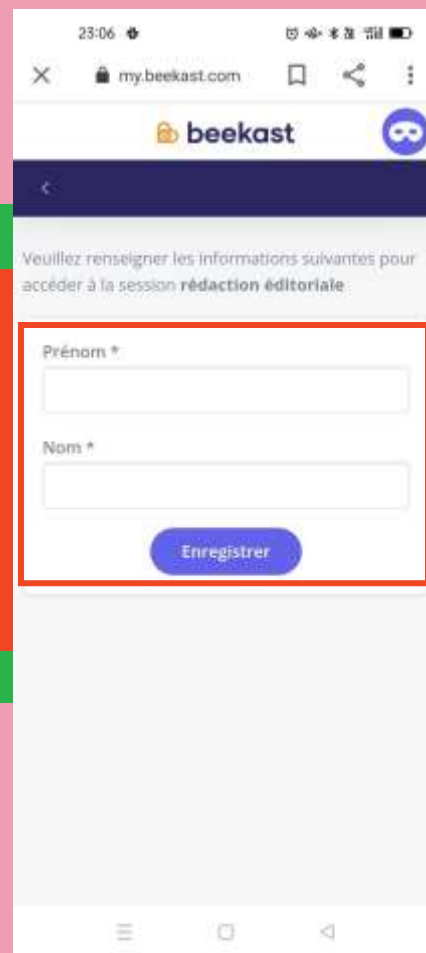 23:06
my.beekast.com
beekast
Veuillez renseigner les informations suivantes pour
accéder à la session rédaction éditoriale
Prénom *
Nom *
Enregistrer